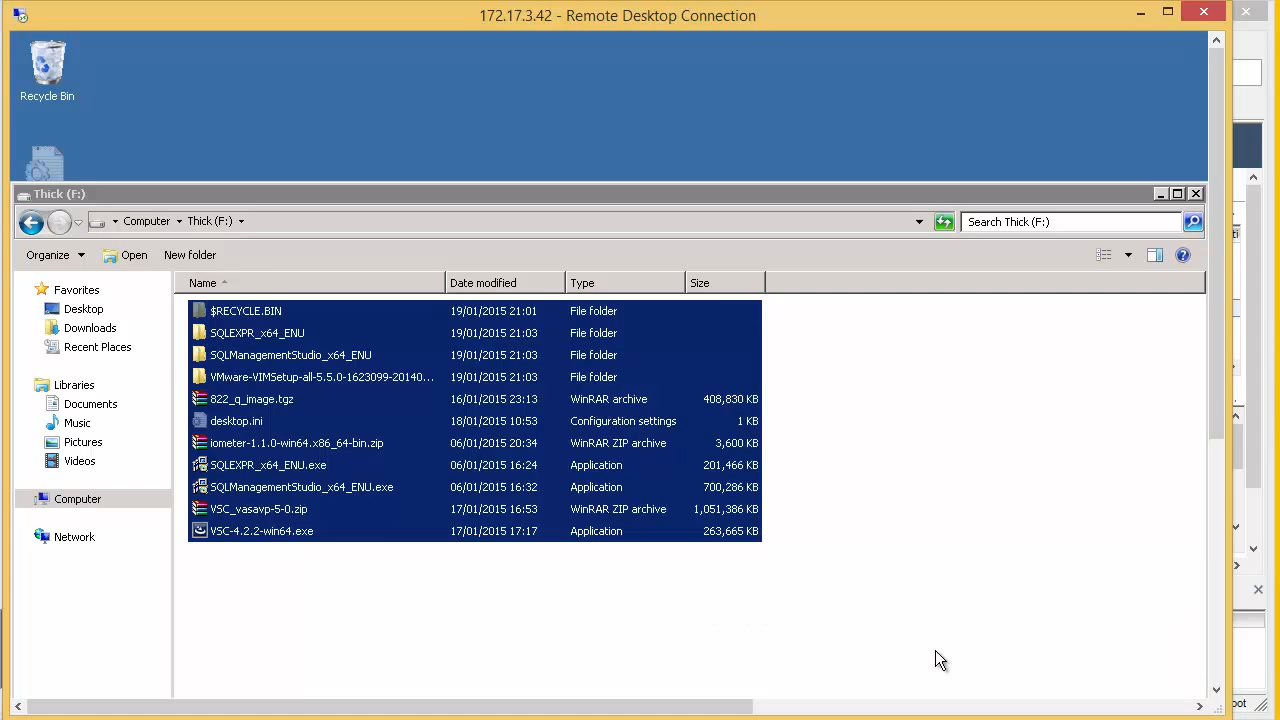 172.17.3.42 - Remote Desktop Connection
Recycle Bin
Thick (F:)
Computer Thick (F:)
Search Thick (F:)
Organize Open New folder
Name Date modified Type Size
Favorites
Desktop
Downloads
Recent Places
Libraries
Documents
Music
Pictures
Videos
Computer
Network
$RECYCLE.BIN 19/01/2015 21:01 File folder
SQLEXPR_x64_ENU 19/01/2015 21:03 File folder
SQLManagementStudio_x64_ENU 19/01/2015 21:03 File folder
VMware-VIMSetup-all-5.5.0-1623099-20140... 19/01/2015 21:03 File folder
822_q_image.tgz 16/01/2015 23:13 WinRAR archive 408,830 KB
desktop.ini 18/01/2015 10:53 Configuration settings 1 KB
iometer-1.1.0-win64.x86_64-bin.zip 06/01/2015 20:34 WinRAR ZIP archive 3,600 KB
SQLEXPR_x64_ENU.exe 06/01/2015 16:24 Application 201,466 KB
SQLManagementStudio_x64_ENU.exe 06/01/2015 16:32 Application 700,286 KB
VSC_vasavp-5-0.zip 17/01/2015 16:53 WinRAR ZIP archive 1,051,386 KB
VSC-4.2.2-win64.exe 17/01/2015 17:17 Application 263,665 KB
oot